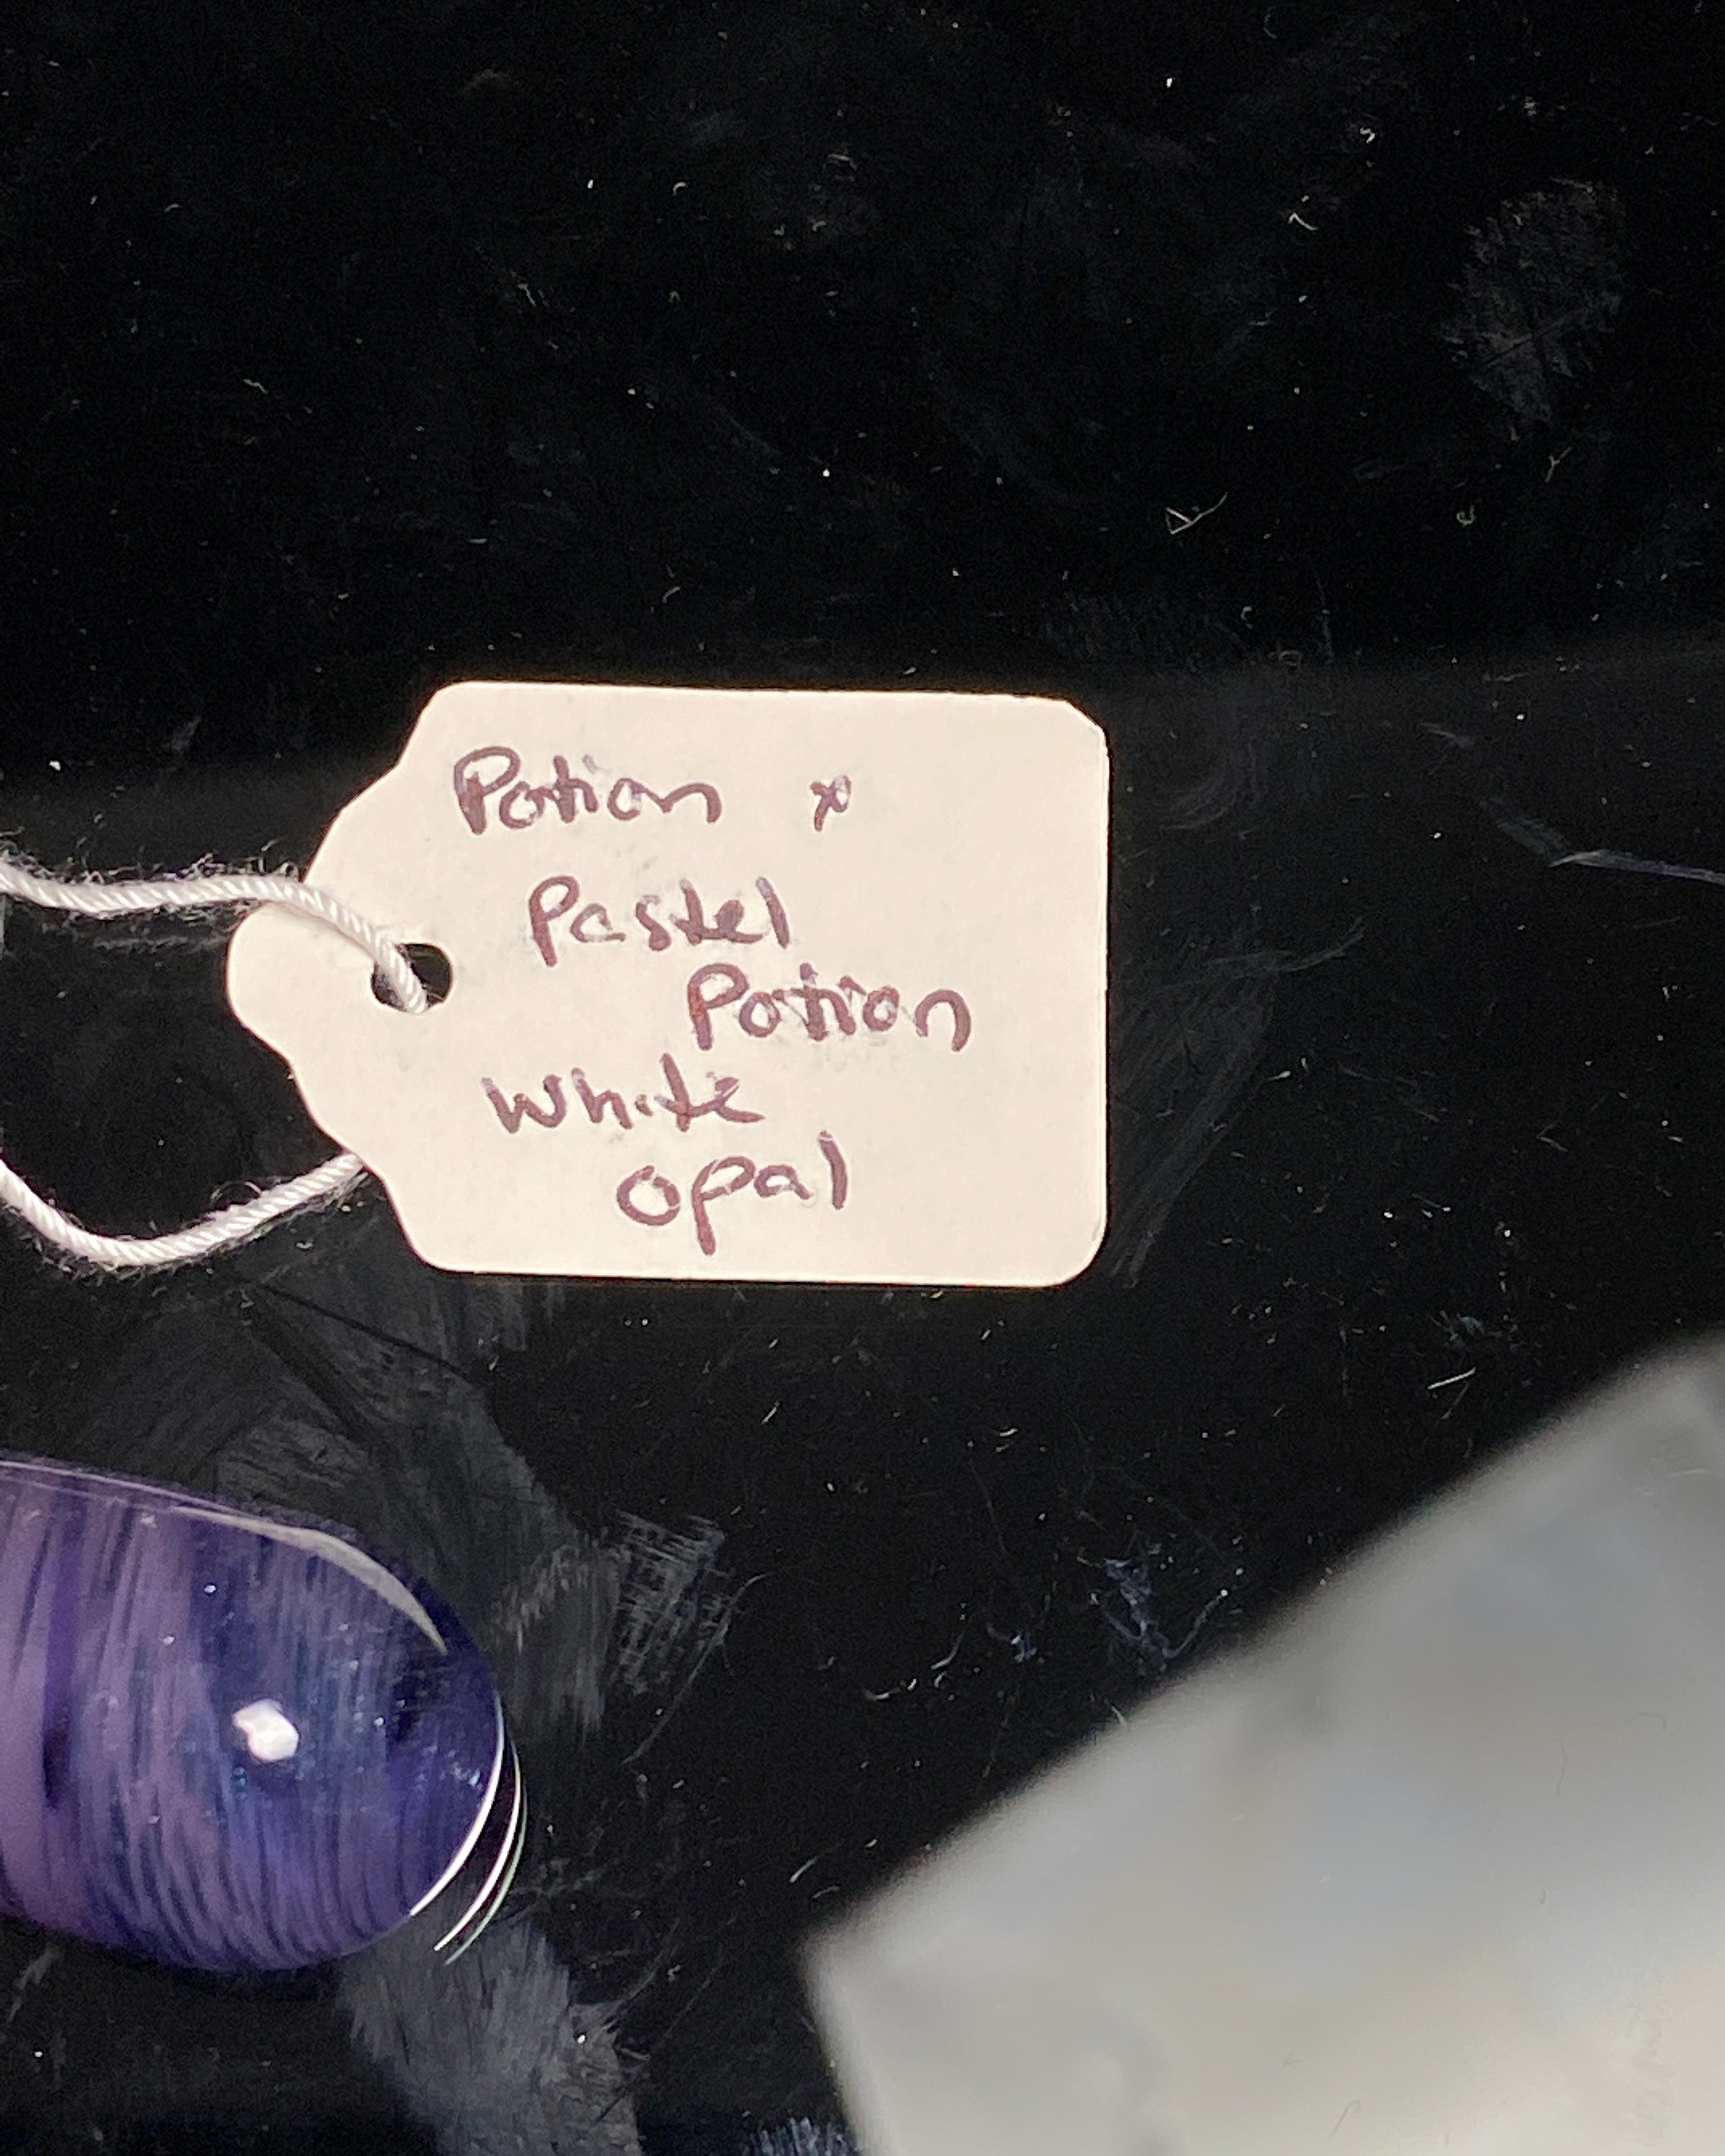 Potion x
Pastel
Potion
White
opal